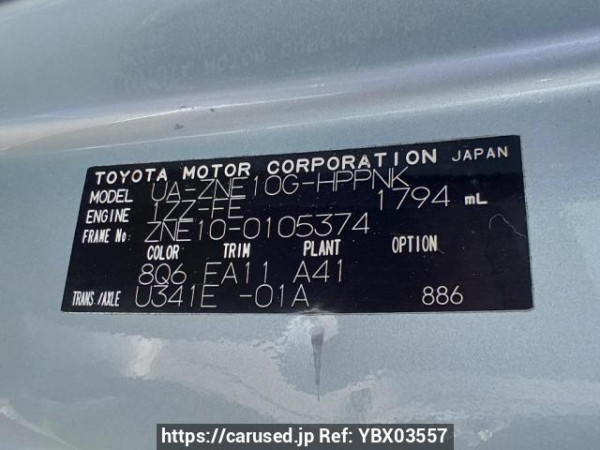 TOYOTA MOTOR CORPORATION JAPAN
MODEL UA-ZNE10G-HPPNK
ENGINE 1ZZ-FE 1794 mL
FRAME No. ZNE10-0105374
COLOR TRIM PLANT OPTION
8Q6 FA11 A41
TRANS/AXLE U341E -01A 886
https://carused.jp Ref: YBX03557